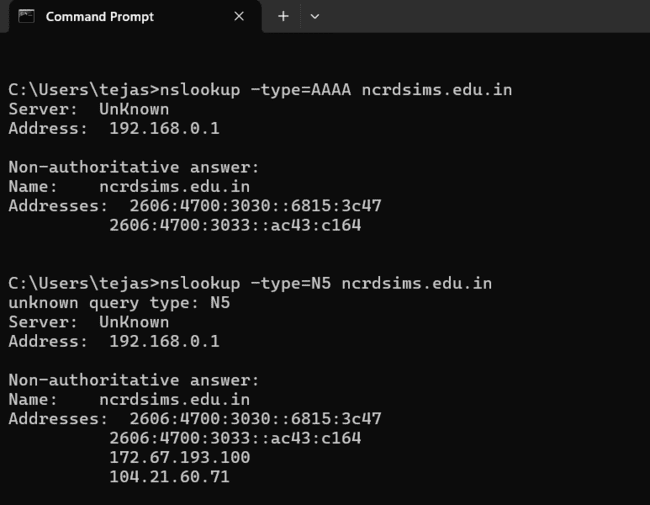 Command Prompt
C:\Users\tejas>nslookup -type=AAAA ncrdsims.edu.in
Server:  UnKnown
Address:  192.168.0.1
Non-authoritative answer:
Name:    ncrdsims.edu.in
Addresses:  2606:4700:3030::6815:3c47
2606:4700:3033::ac43:c164
C:\Users\tejas>nslookup -type=N5 ncrdsims.edu.in
unknown query type: N5
Server:  UnKnown
Address:  192.168.0.1
Non-authoritative answer:
Name:    ncrdsims.edu.in
Addresses:  2606:4700:3030::6815:3c47
2606:4700:3033::ac43:c164
172.67.193.100
104.21.60.71